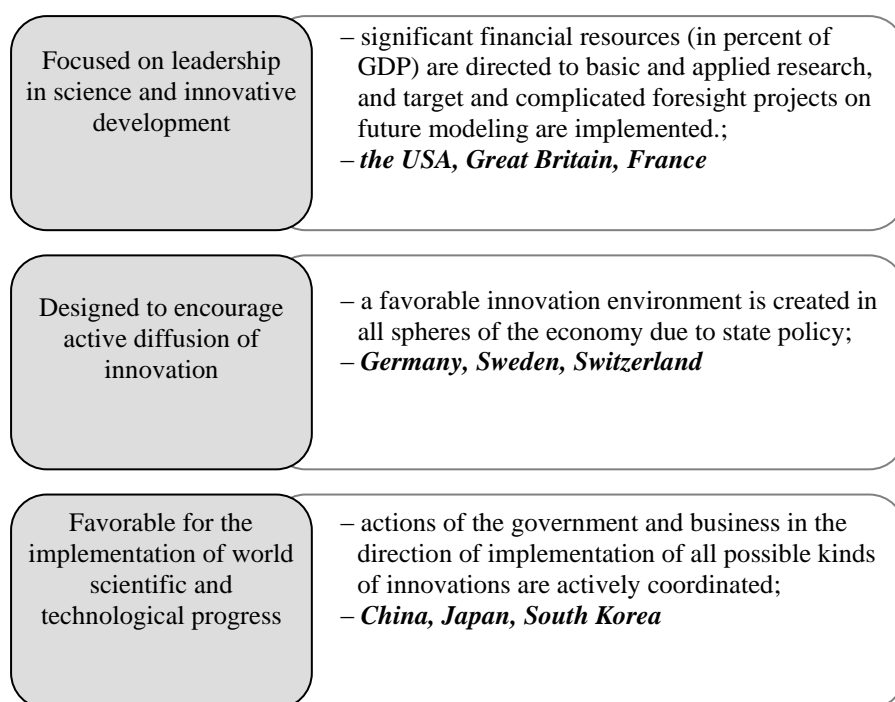 Focused on leadership
in science and innovative
development
– significant financial resources (in percent of
GDP) are directed to basic and applied research,
and target and complicated foresight projects on
future modeling are implemented.;
– the USA, Great Britain, France
Designed to encourage
active diffusion of
innovation
– a favorable innovation environment is created in
all spheres of the economy due to state policy;
– Germany, Sweden, Switzerland
Favorable for the
implementation of world
scientific and
technological progress
– actions of the government and business in the
direction of implementation of all possible kinds
of innovations are actively coordinated;
– China, Japan, South Korea